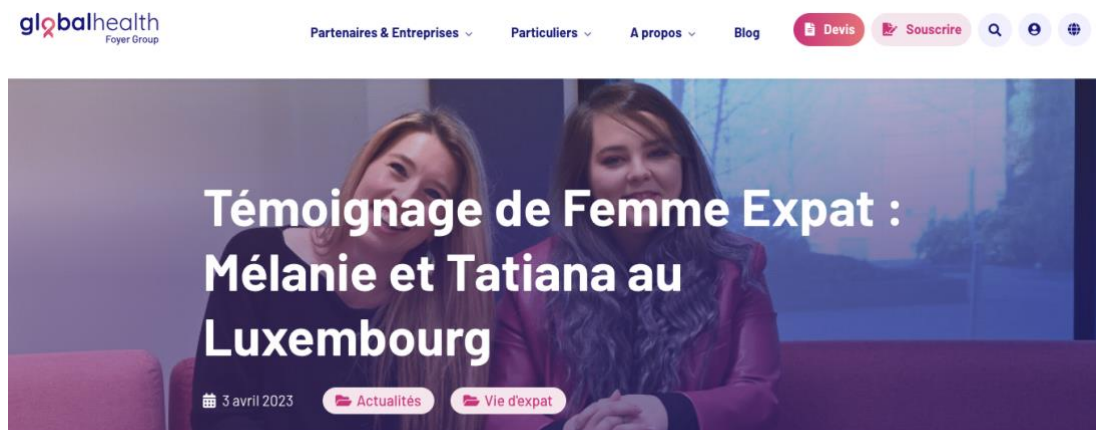 globalhealth
Foyer Group
Partenaires & Entreprises
Particuliers
A propos
Blog
Devis
Souscrire
Témoignage de Femme Expat :
Mélanie et Tatiana au
Luxembourg
3 avril 2023
Actualités
Vie d'expat